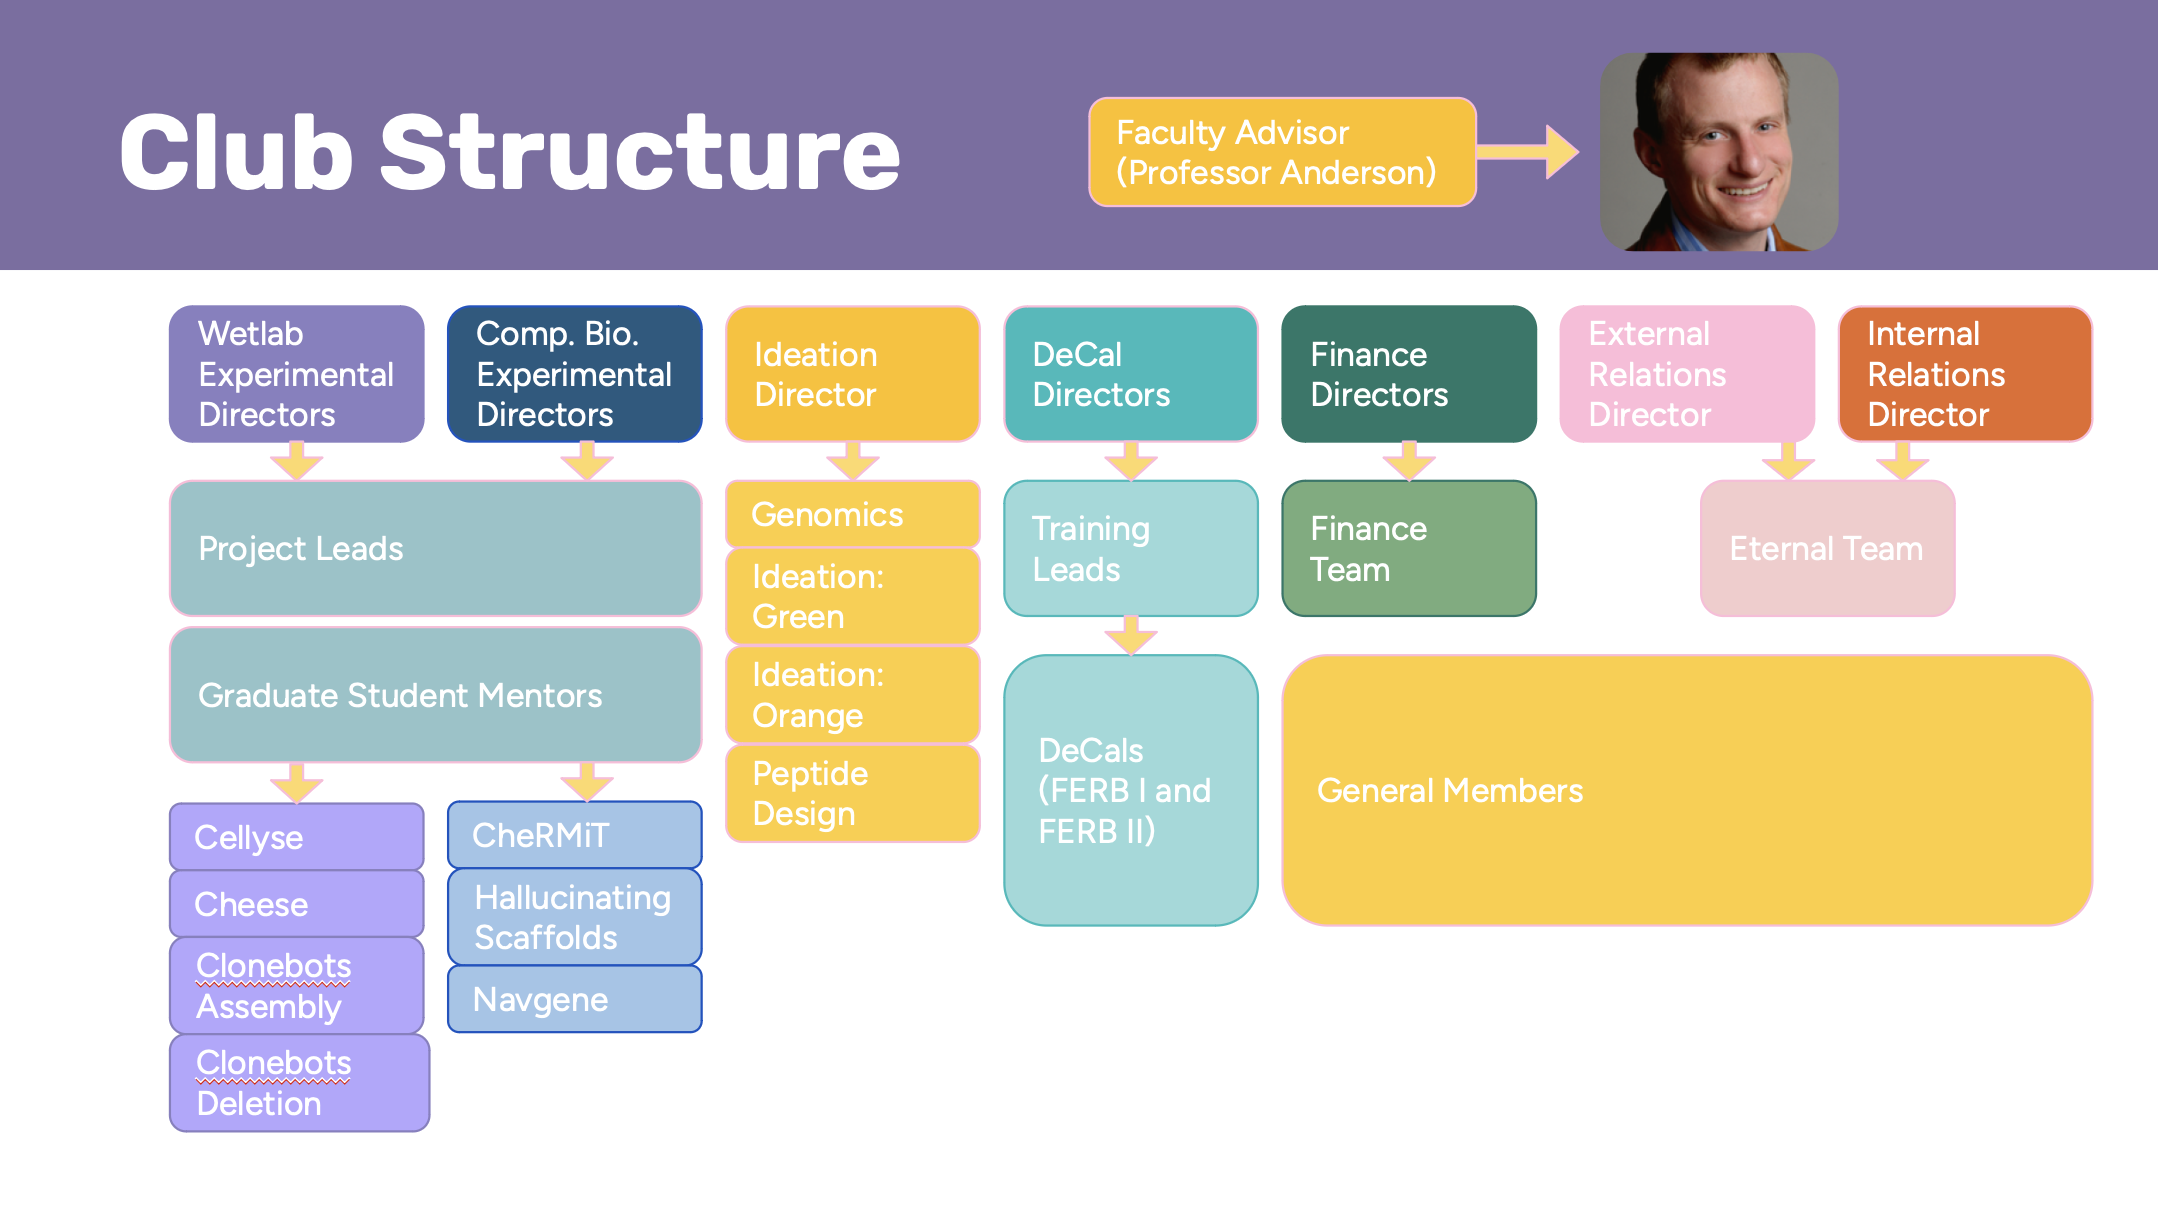 Club Structure
Faculty Advisor
(Professor Anderson)
Wetlab
Experimental
Directors
Comp. Bio.
Experimental
Directors
Ideation
Director
DeCal
Directors
Finance
Directors
External
Relations
Director
Internal
Relations
Director
Project Leads
Graduate Student Mentors
Genomics
Ideation:
Green
Ideation:
Orange
Peptide
Design
Training
Leads
Finance
Team
Eternal Team
DeCals
(FERB I and
FERB II)
General Members
Cellyse
Cheese
Clonebots
Assembly
Clonebots
Deletion
CheRMiT
Hallucinating
Scaffolds
Navgene